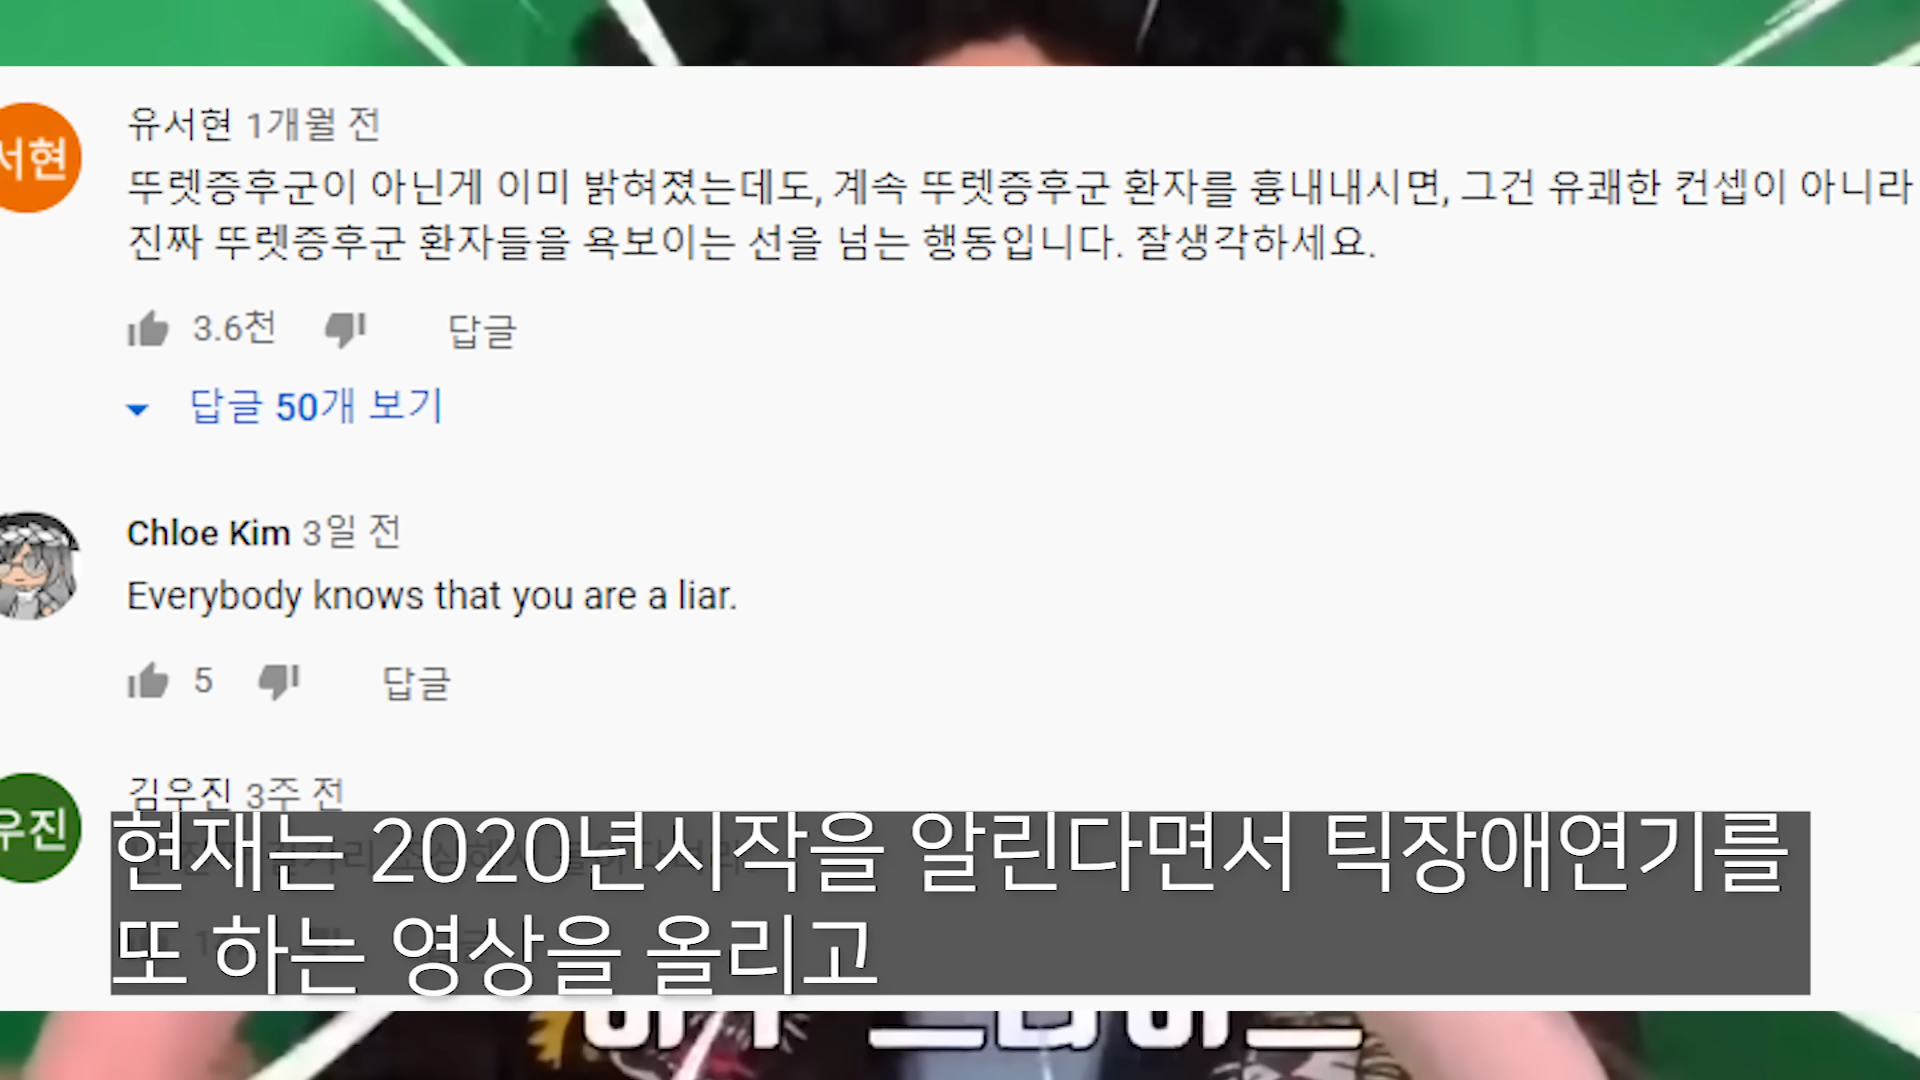 서현
유서현 1개월 전
뚜렛증후군이 아닌게 이미 밝혀졌는데도, 계속 뚜렛증후군 환자를 흉내내시면, 그건 유쾌한 컨셉이 아니라
진짜 뚜렛증후군 환자들을 욕보이는 선을 넘는 행동입니다. 잘생각하세요.
3.6천 답글
답글 50개 보기
Chloe Kim 3일 전
Everybody knows that you are a liar.
5 답글
우진
김우진 3주 전
현재는 2020년시작을 알린다면서 틱장애연기를
또 하는 영상을 올리고